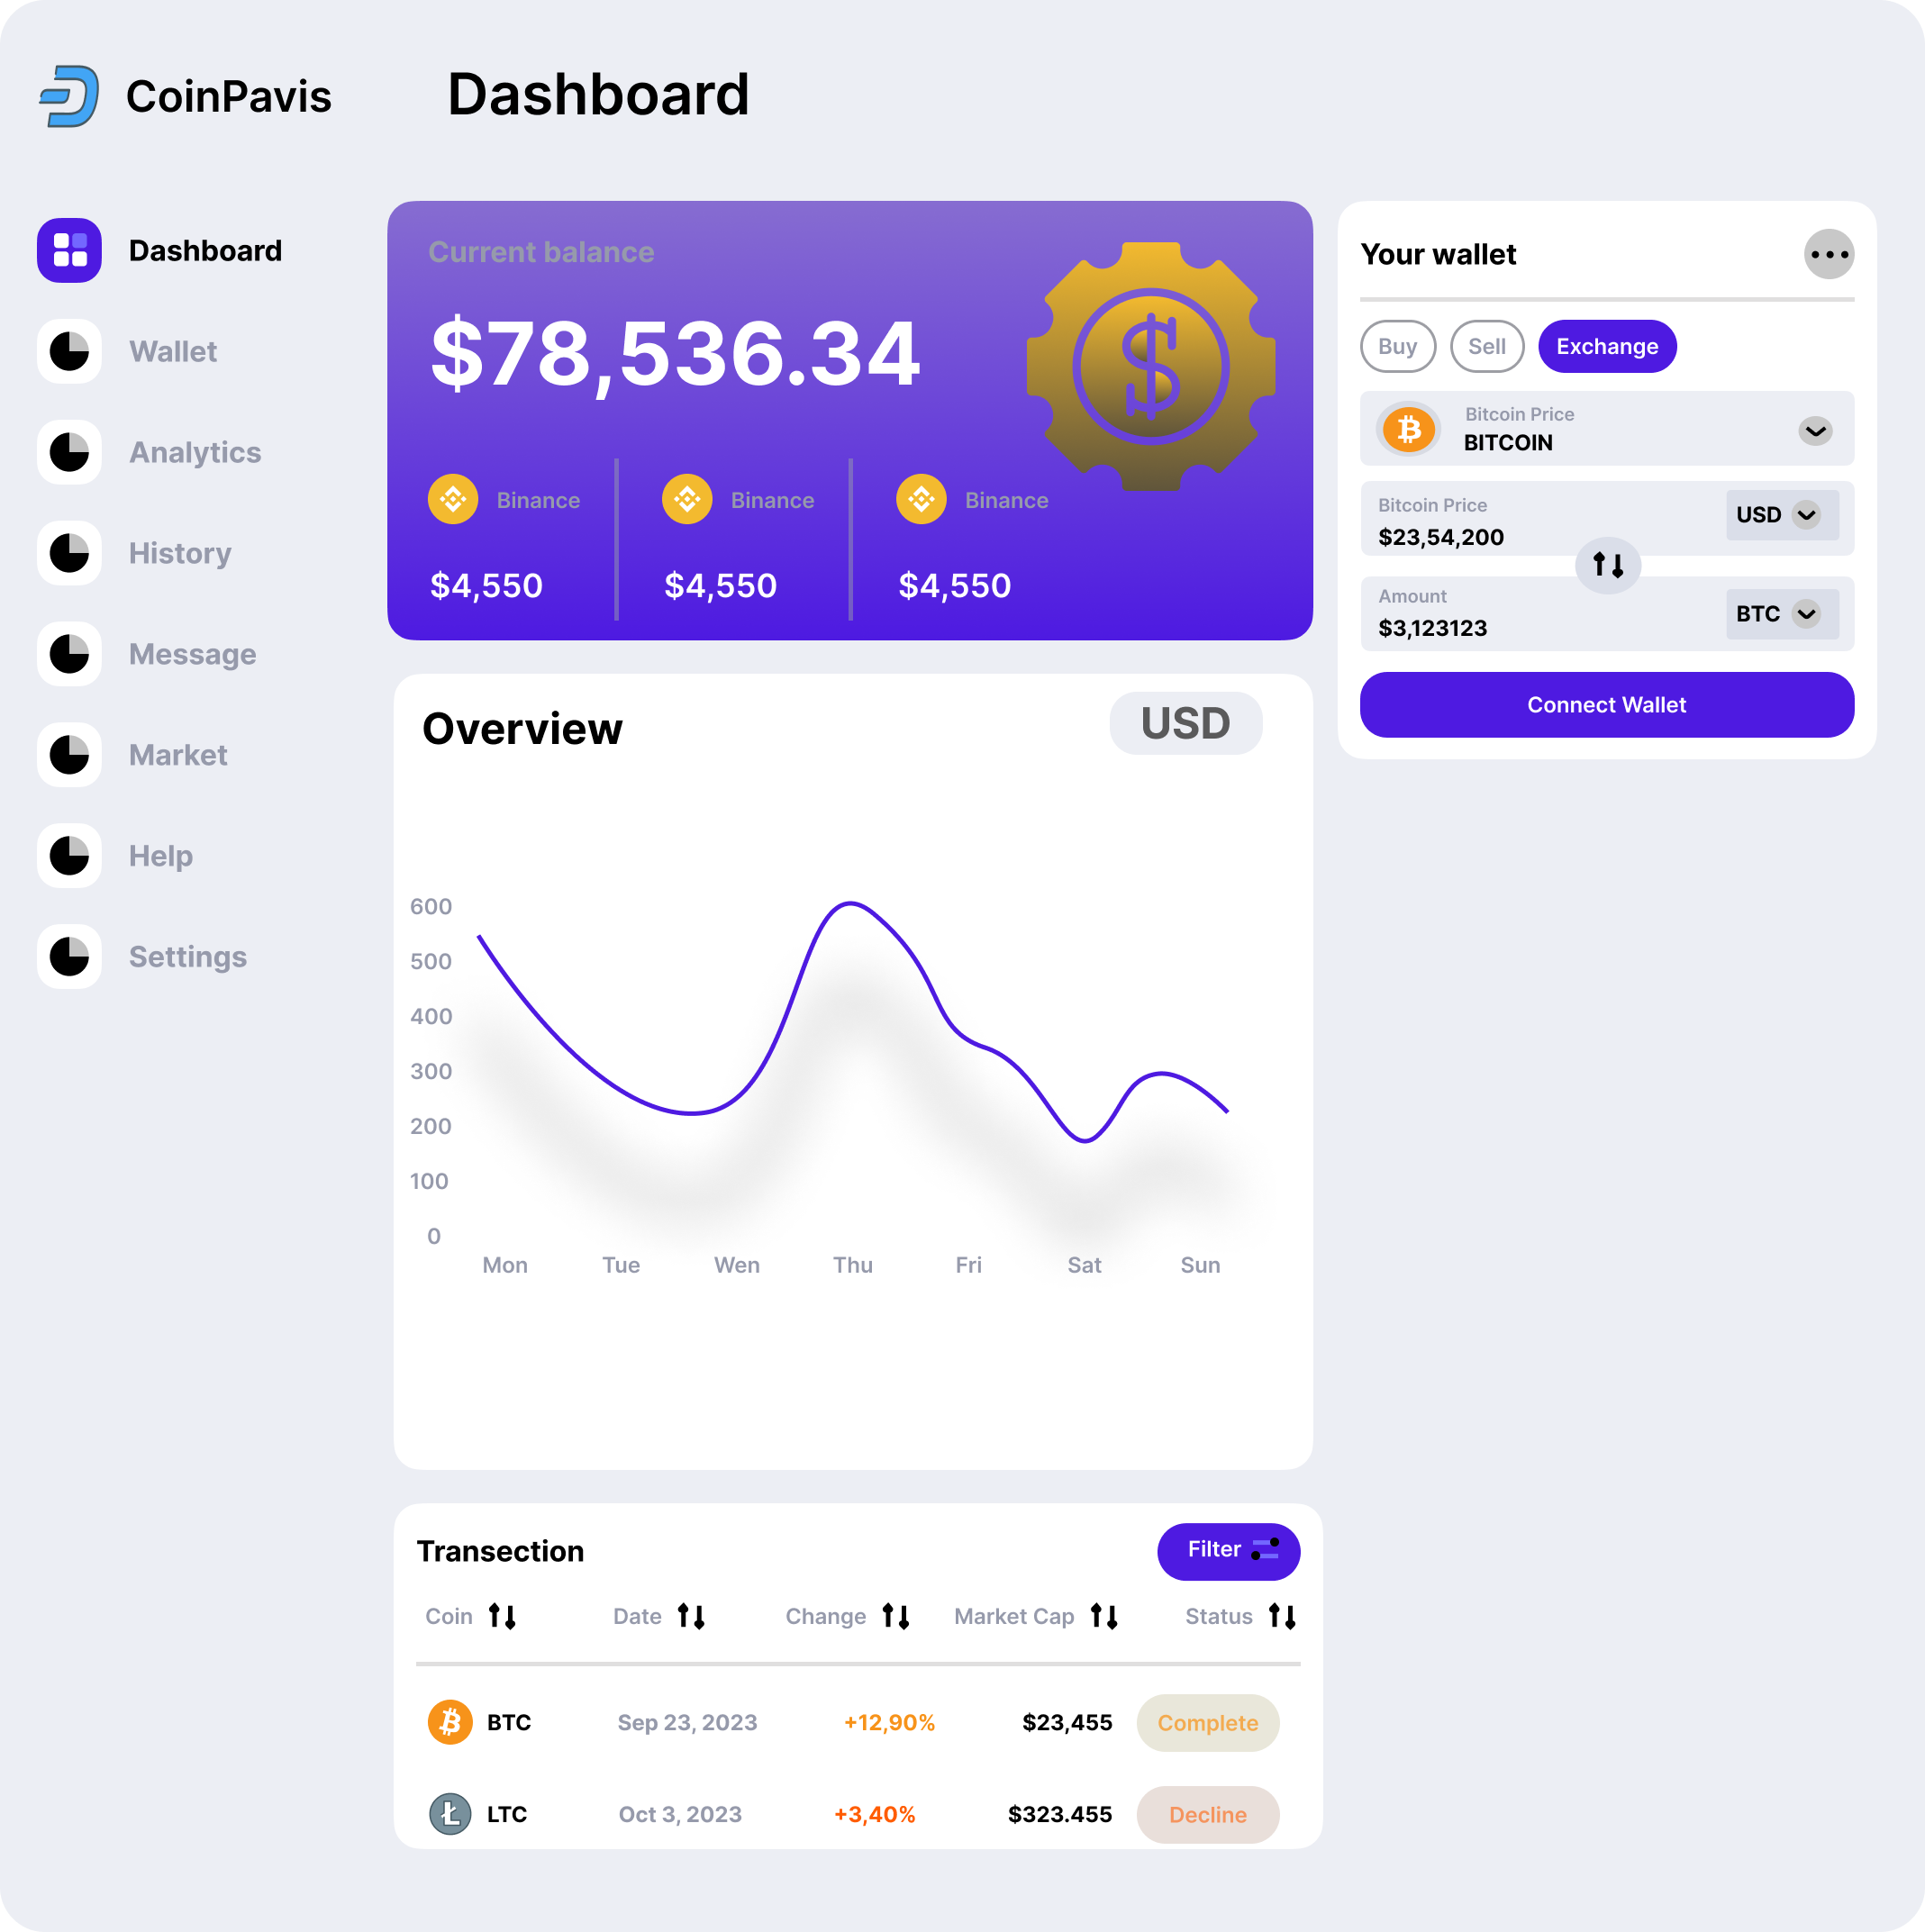 CoinPavis
Dashboard
Dashboard
Wallet
Analytics
History
Message
Market
Help
Settings
Current balance
$78,536.34
Binance
$4,550
Binance
$4,550
Binance
$4,550
Your wallet
Buy Sell Exchange
Bitcoin Price
BITCOIN
Bitcoin Price
$23,54,200
USD
Amount
$3,123123
BTC
Connect Wallet
Overview
USD
600
500
400
300
200
100
0
Mon Tue Wen Thu Fri Sat Sun
Transection
Filter
Coin Date Change Market Cap Status
BTC Sep 23, 2023 +12,90% $23,455 Complete
LTC Oct 3, 2023 +3,40% $323.455 Decline